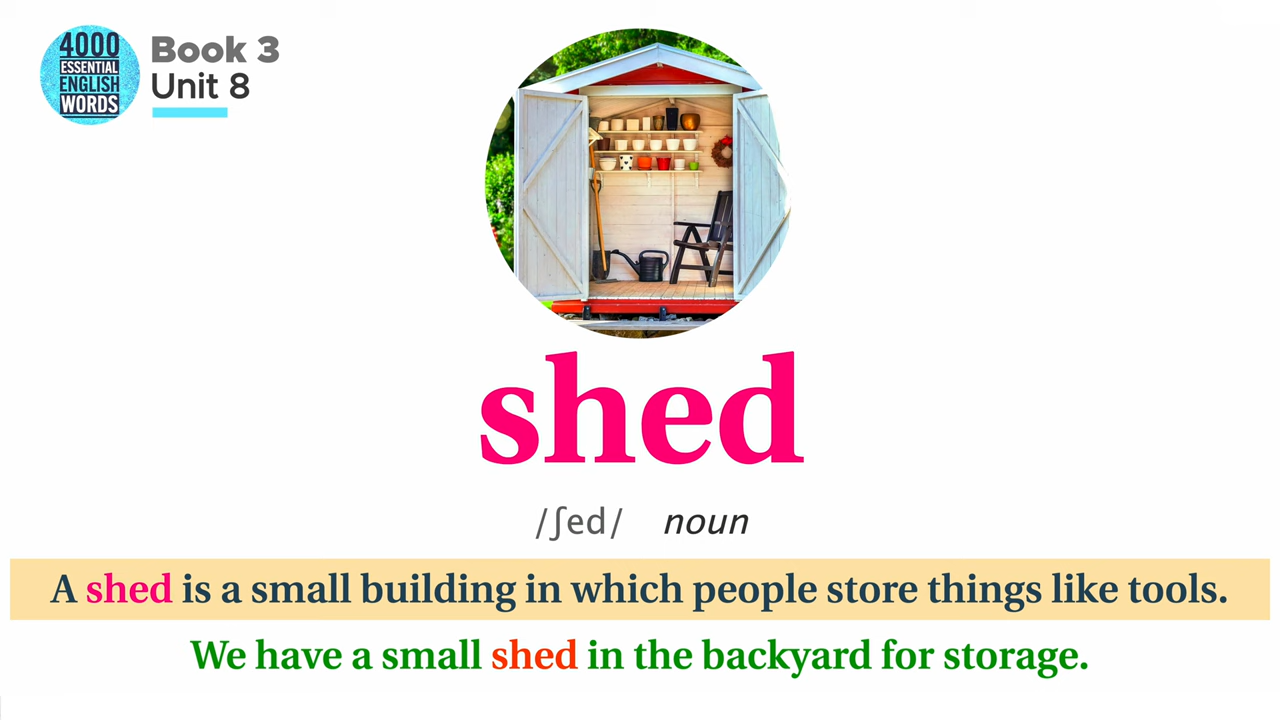 4000
ESSENTIAL
ENGLISH
WORDS
Book 3
Unit 8
shed
/ʃed/ noun
A shed is a small building in which people store things like tools.
We have a small shed in the backyard for storage.